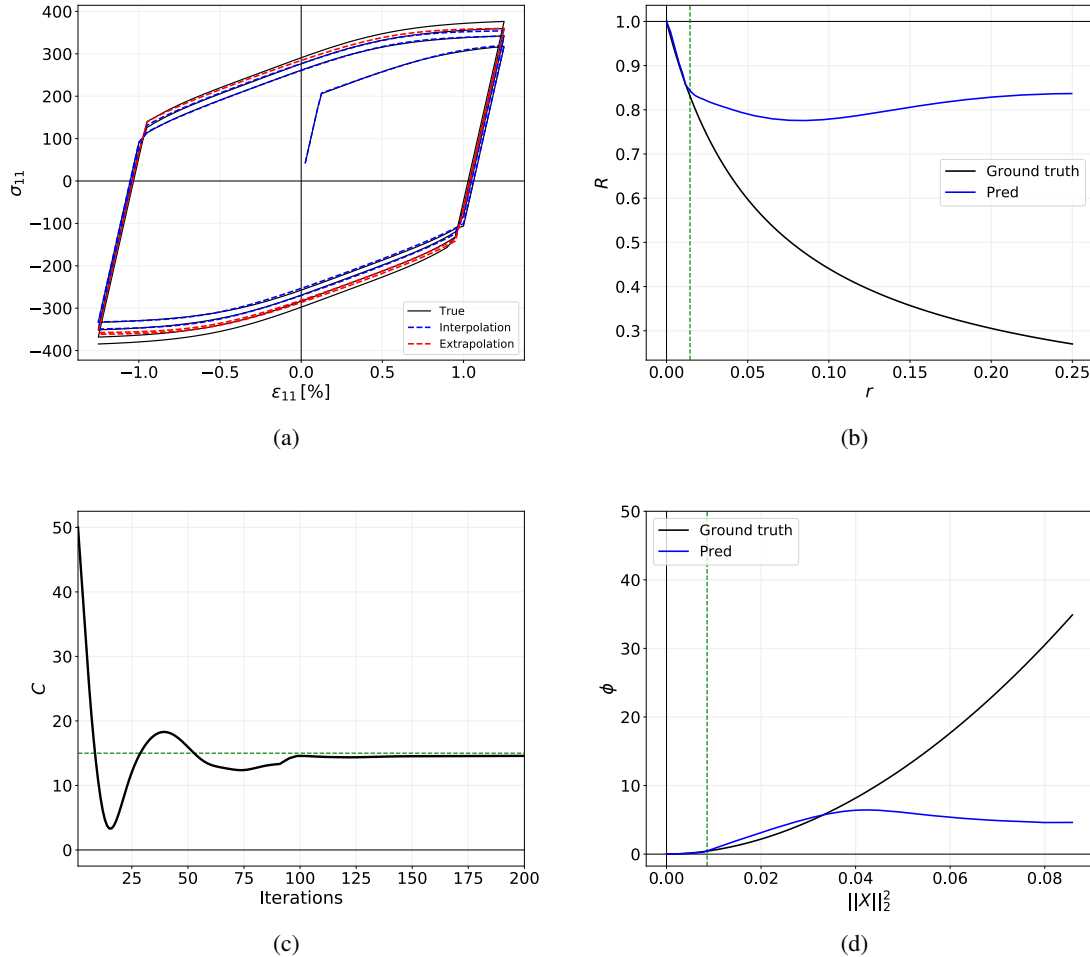 400
300
200
100
0
−100
−200
−300
−400
σ₁₁
True
Interpolation
Extrapolation
−1.0 −0.5 0.0 0.5 1.0
ε₁₁ [%]
(a)
1.0
0.9
0.8
0.7
0.6
0.5
0.4
0.3
R
Ground truth
Pred
0.00 0.05 0.10 0.15 0.20 0.25
r
(b)
50
40
30
20
10
0
C
25 50 75 100 125 150 175 200
Iterations
(c)
50
40
30
20
10
0
ϕ
Ground truth
Pred
0.00 0.02 0.04 0.06 0.08
||X||₂²
(d)